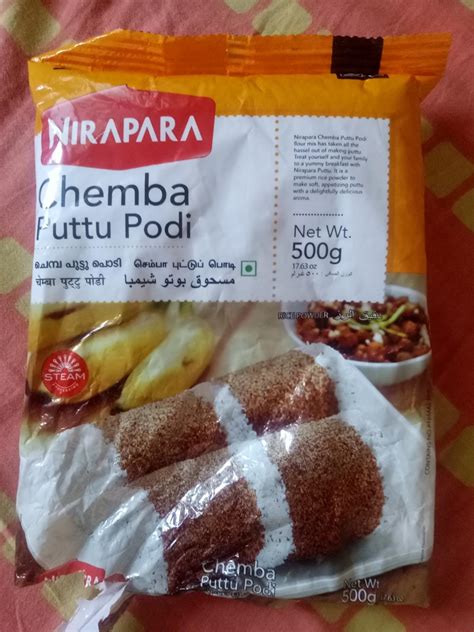 NIRAPARA
Chemba
Puttu Podi
ചെമ്പ പുട്ടു പൊടി
செம்பா புட்டுப் பொடி
चेम्बा पुट्टु पोडी
مسحوق بوتو شيمبا
Nirapara Chemba Puttu Podi
flour mix has taken all the
hassel out of making puttu
Treat yourself and your family
to a yummy breakfast with
Nirapara Puttu. It is a
premium rice powder to
make soft, appetizing puttu
with a delightfully delicious
aroma.
Net Wt.
500g
17.63 oz
RICE POWDER
STEAM
Chemba
Puttu Podi
Net Wt
500g